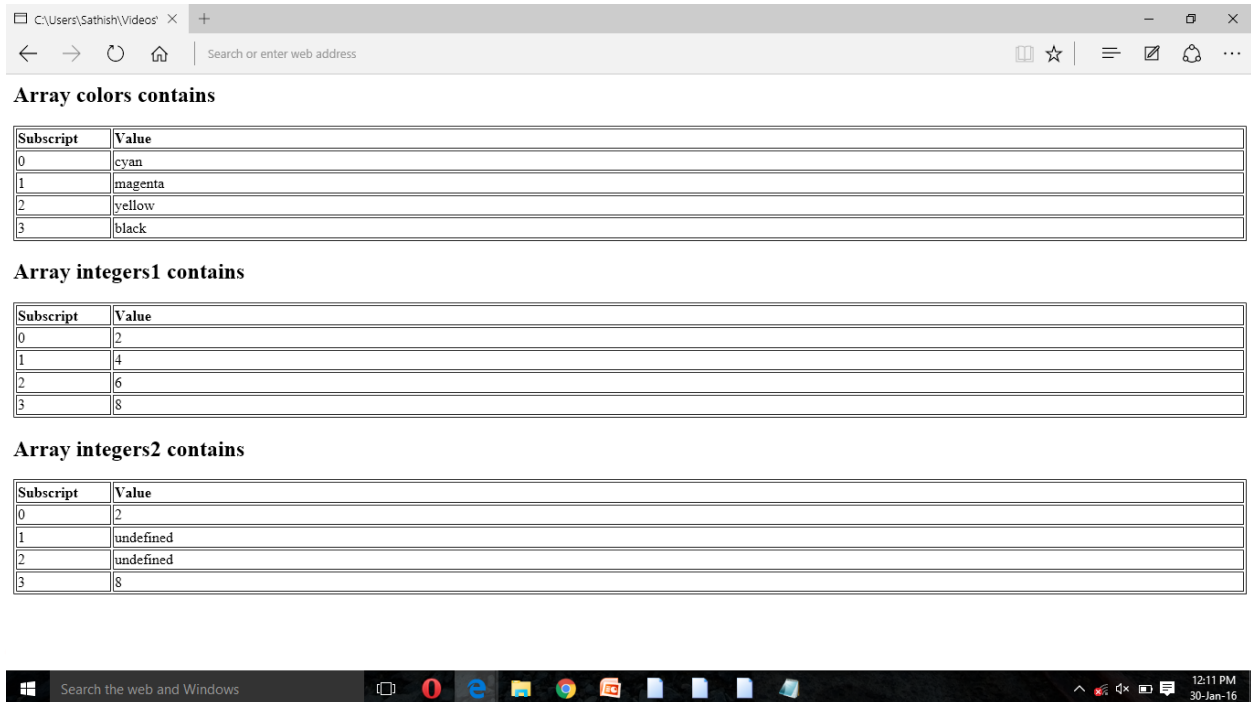 C:\Users\Sathish\Videos'
Search or enter web address
Array colors contains
Subscript Value
0 cyan
1 magenta
2 yellow
3 black
Array integers1 contains
Subscript Value
0 2
1 4
2 6
3 8
Array integers2 contains
Subscript Value
0 2
1 undefined
2 undefined
3 8
Search the web and Windows
12:11 PM
30-Jan-16